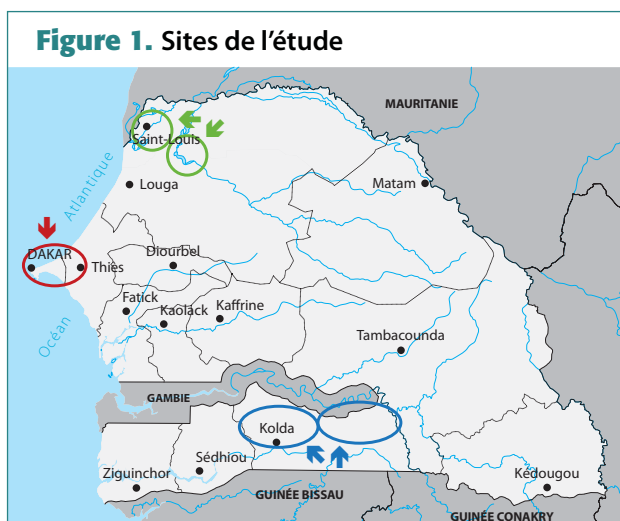 Figure 1. Sites de l'étude
MAURITANIE
Saint-Louis
Louga
Matam
Atlantique
Océan
DAKAR
Thiès
Diourbel
Fatick
Kaolack
Kaffrine
Tambacounda
GAMBIE
Kolda
Sédhiou
Ziguinchor
Kédougou
GUINÉE BISSAU
GUINÉE CONAKRY